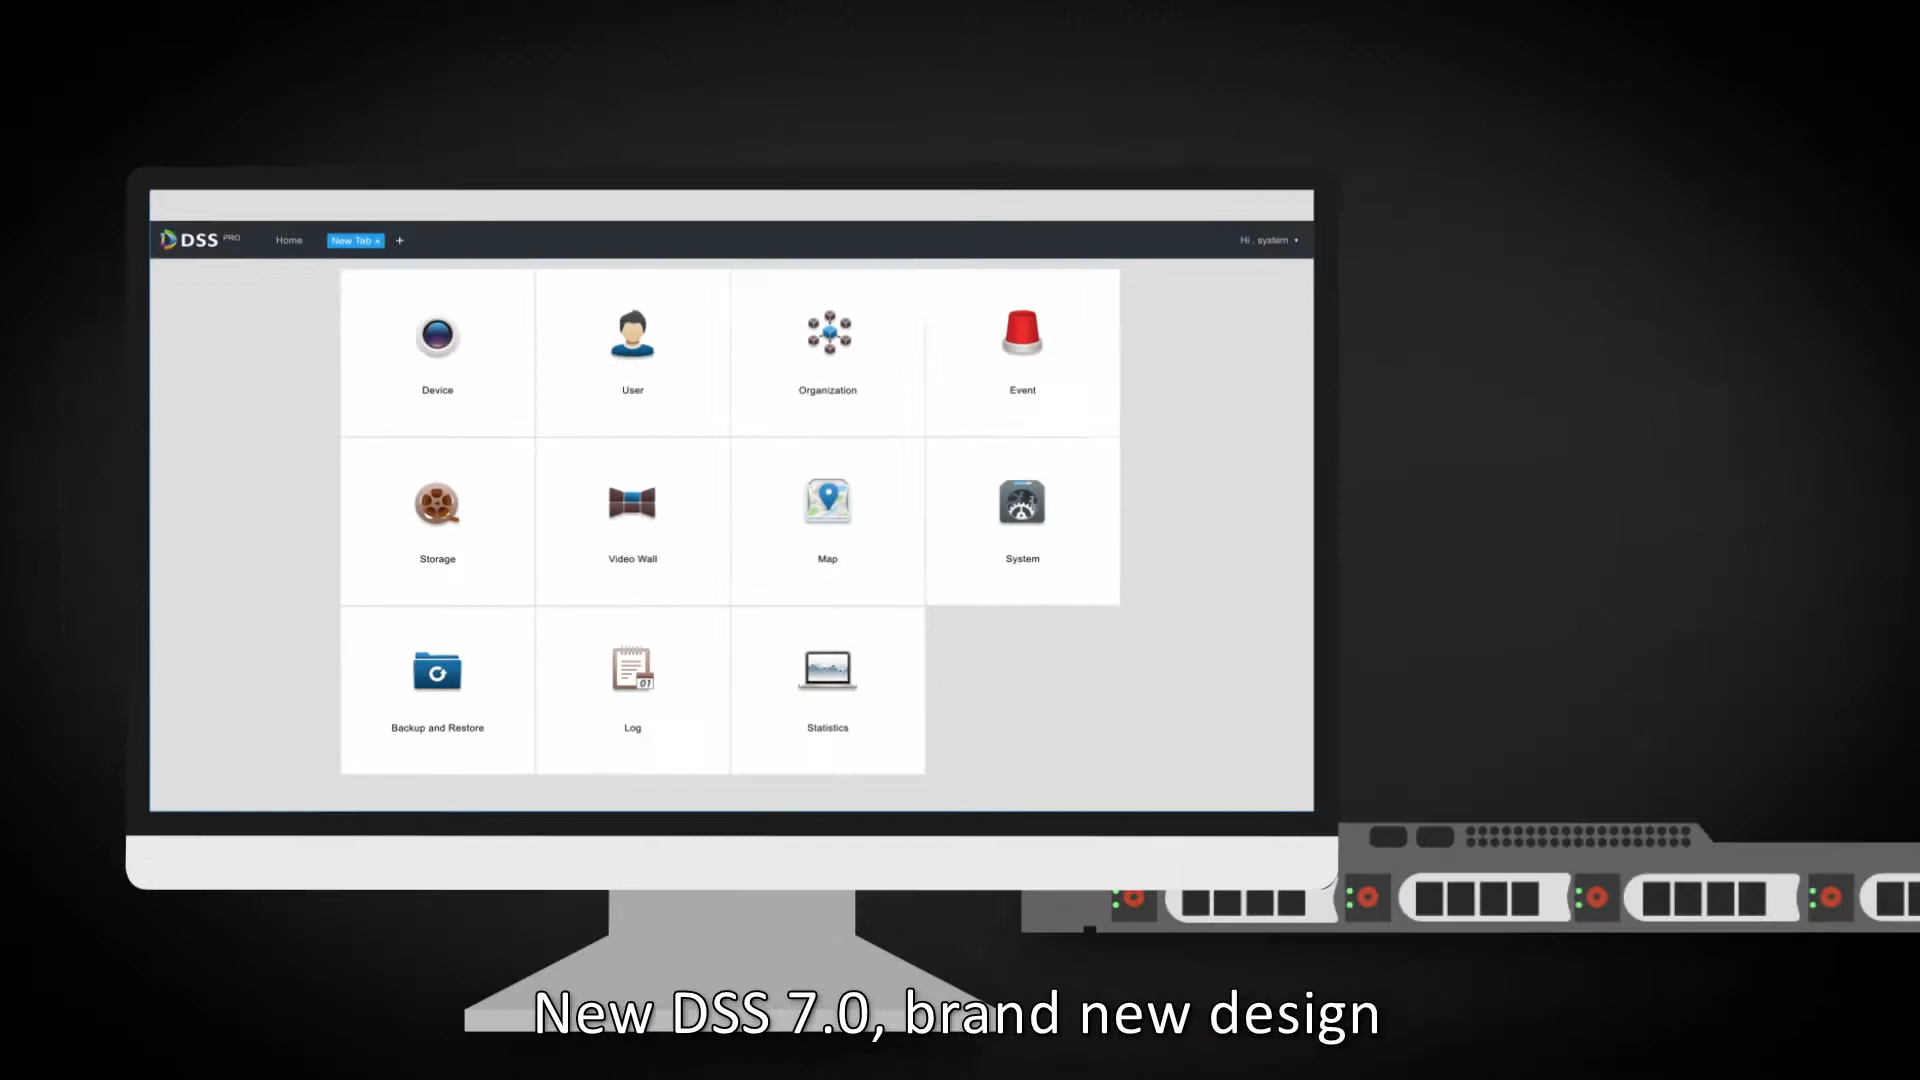 DSS PRO Home New Tab × + Hi , system
Device User Organization Event
Storage Video Wall Map System
01
Backup and Restore Log Statistics
New DSS 7.0, brand new design